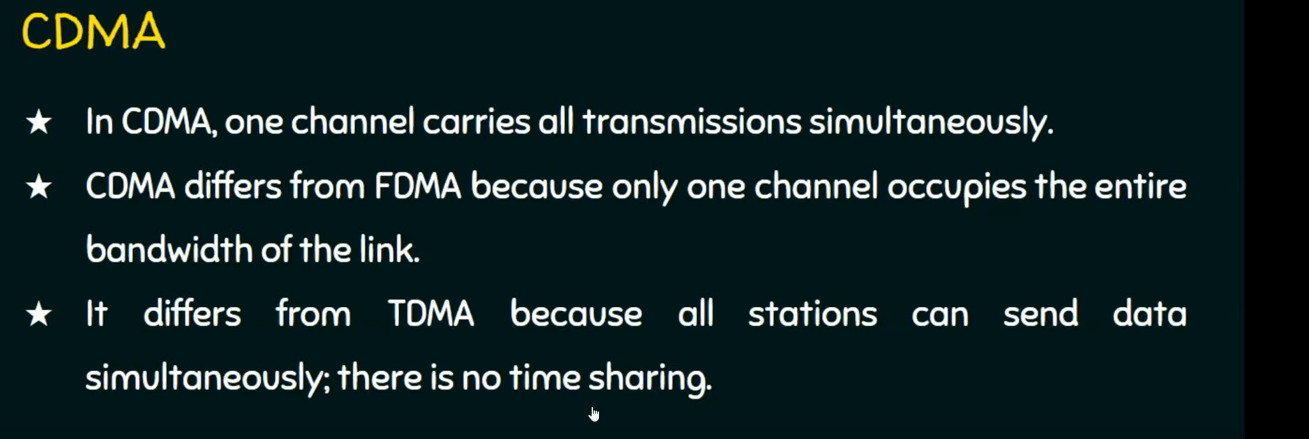 CDMA
★ In CDMA, one channel carries all transmissions simultaneously.
★ CDMA differs from FDMA because only one channel occupies the entire
bandwidth of the link.
★ It differs from TDMA because all stations can send data
simultaneously; there is no time sharing.